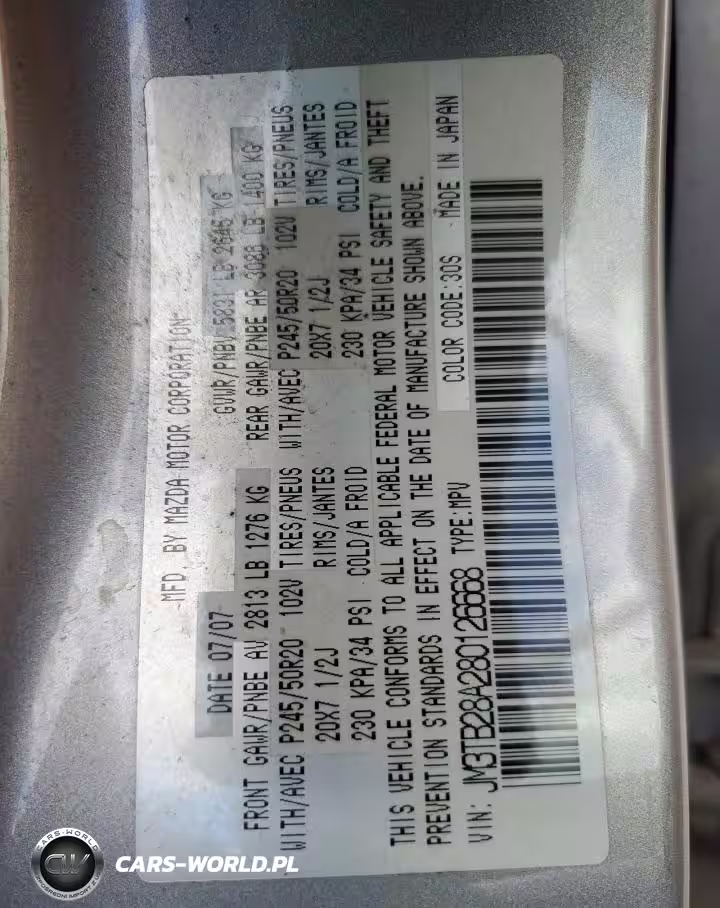 MFD. BY MAZDA MOTOR CORPORATION
DATE 07/07 GVWR/PNBV 5831 LB 2645 KG
FRONT GAWR/PNBE AV 2813 LB 1276 KG REAR GAWR/PNBE AR 3086 LB 1400 KG
WITH/AVEC P245/50R20 102V TIRES/PNEUS WITH/AVEC P245/50R20 102V TIRES/PNEUS
20X7 1/2J RIMS/JANTES 20X7 1/2J RIMS/JANTES
230 KPA/34 PSI COLD/A FROID 230 KPA/34 PSI COLD/A FROID
THIS VEHICLE CONFORMS TO ALL APPLICABLE FEDERAL MOTOR VEHICLE SAFETY AND THEFT
PREVENTION STANDARDS IN EFFECT ON THE DATE OF MANUFACTURE SHOWN ABOVE.
VIN: JM3TB28A280126668 TYPE:MPV COLOR CODE:30S MADE IN JAPAN
CARS-WORLD
CW
CARS-WORLD.PL